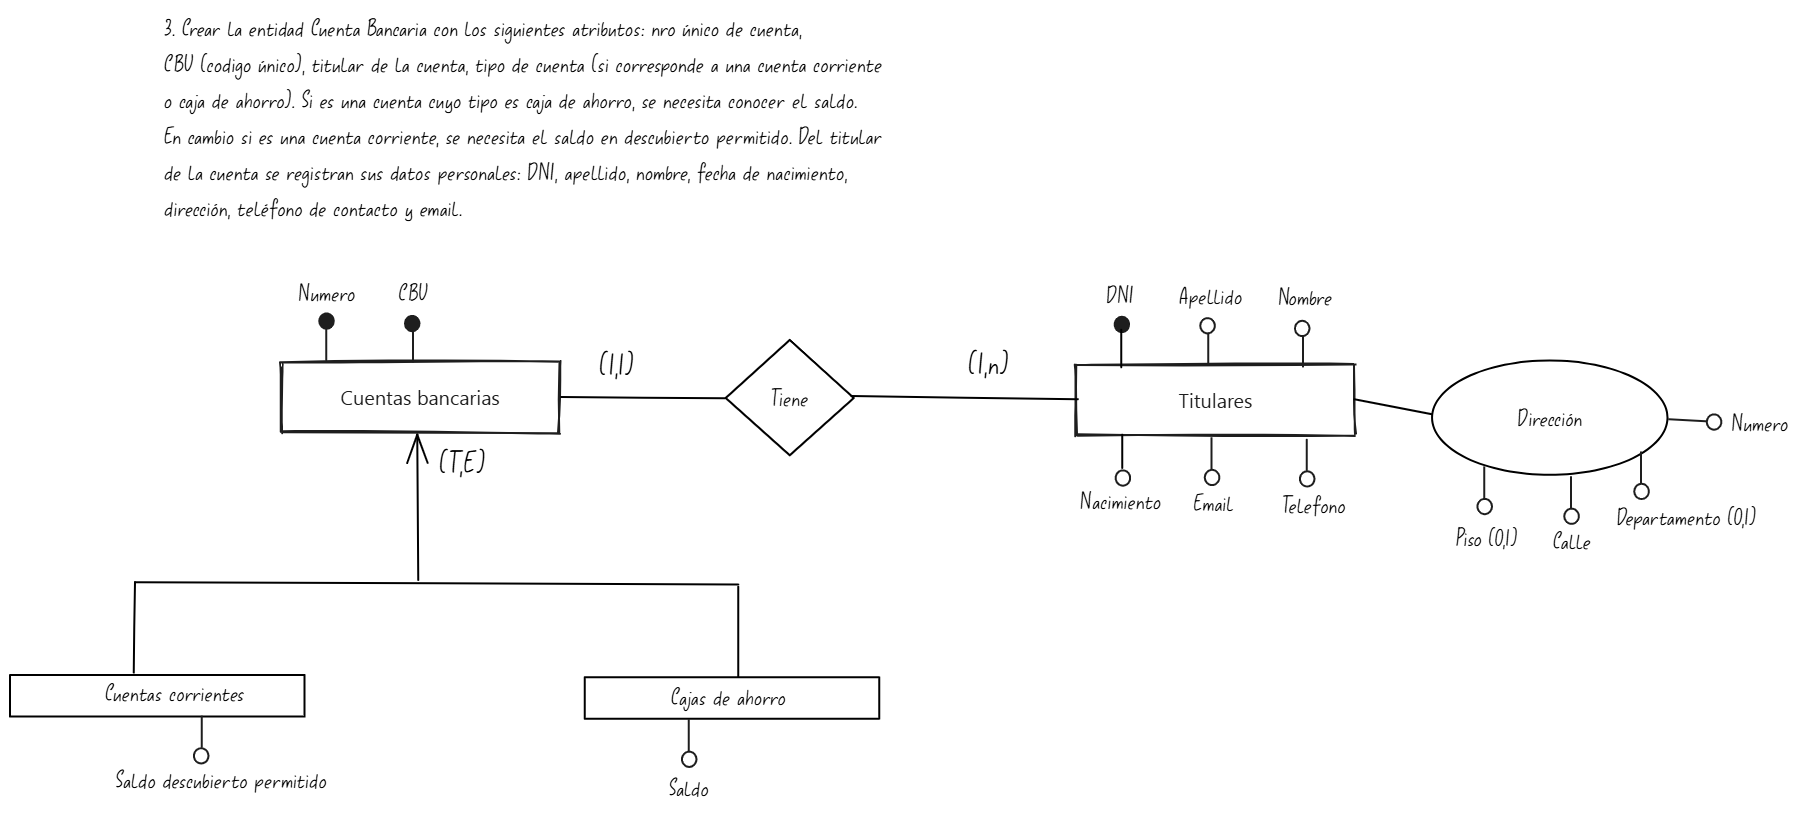 3. Crear la entidad Cuenta Bancaria con los siguientes atributos: nro único de cuenta,
CBU (codigo único), titular de la cuenta, tipo de cuenta (si corresponde a una cuenta corriente
o caja de ahorro). Si es una cuenta cuyo tipo es caja de ahorro, se necesita conocer el saldo.
En cambio si es una cuenta corriente, se necesita el saldo en descubierto permitido. Del titular
de la cuenta se registran sus datos personales: DNI, apellido, nombre, fecha de nacimiento,
dirección, teléfono de contacto y email.
Numero
CBU
DNI
Apellido
Nombre
(1,1)
(1,n)
Cuentas bancarias
Tiene
Titulares
Dirección
Numero
(T,E)
Nacimiento
Email
Telefono
Piso (0,1)
Calle
Departamento (0,1)
Cuentas corrientes
Cajas de ahorro
Saldo descubierto permitido
Saldo